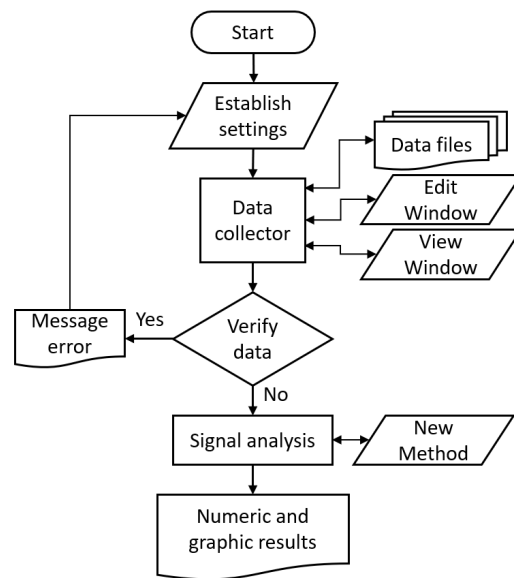 Start
Establish
settings
Data files
Edit
Window
Data
collector
View
Window
Message
error
Yes
Verify
data
No
Signal analysis
New
Method
Numeric and
graphic results